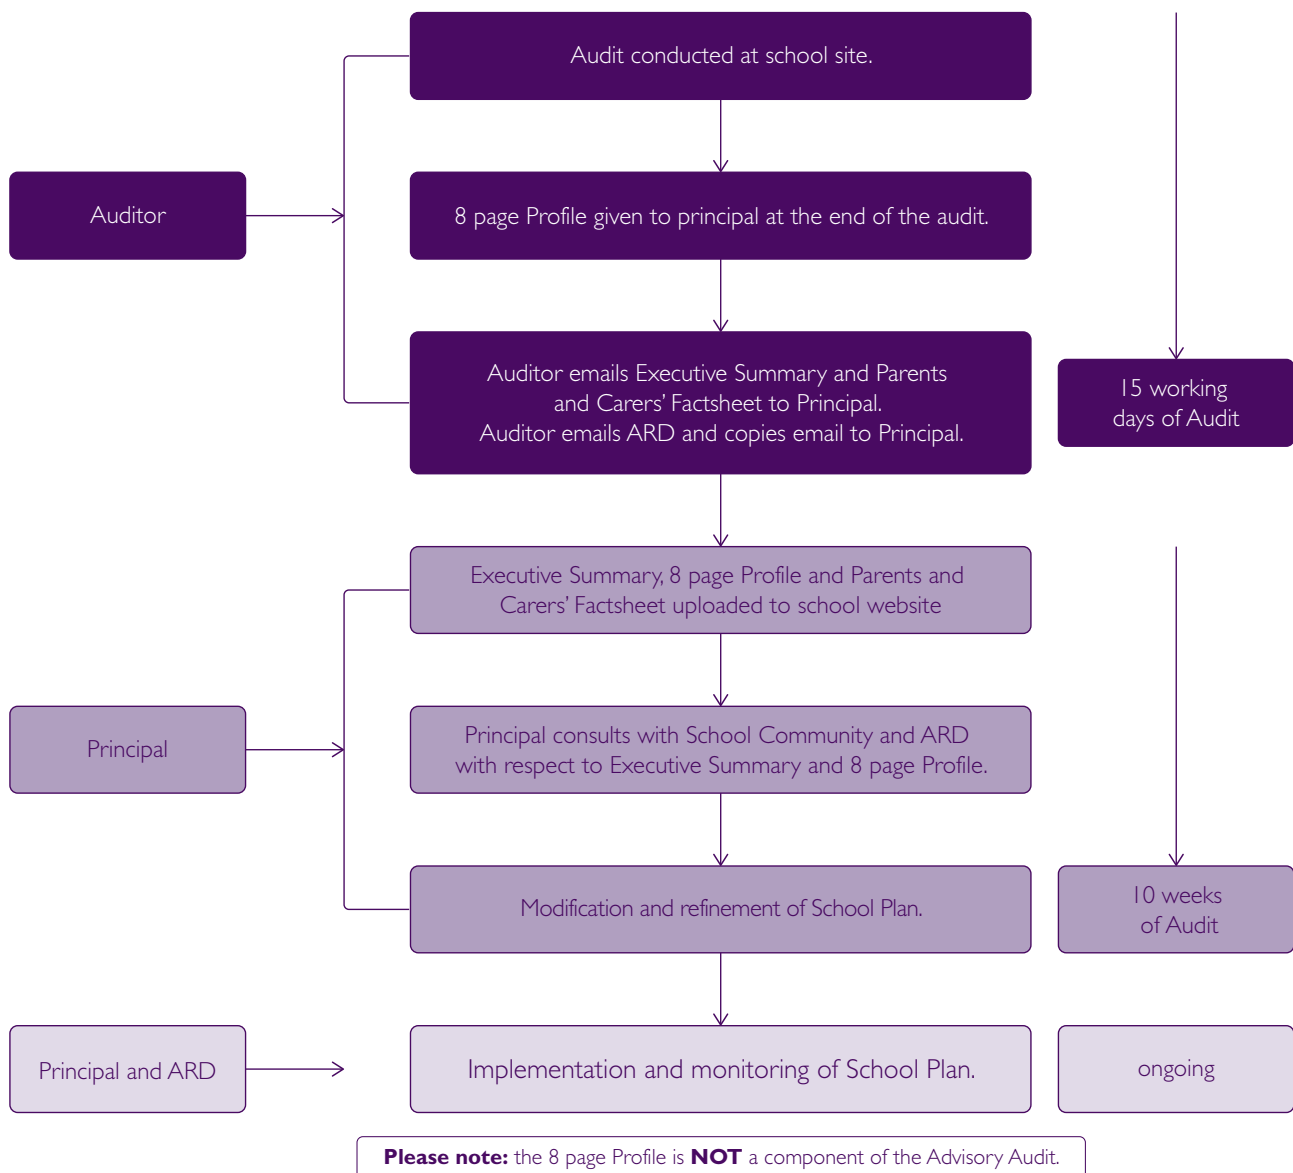 Audit conducted at school site.
Auditor
8 page Profile given to principal at the end of the audit.
Auditor emails Executive Summary and Parents
and Carers’ Factsheet to Principal.
Auditor emails ARD and copies email to Principal.
15 working
days of Audit
Executive Summary, 8 page Profile and Parents and
Carers’ Factsheet uploaded to school website
Principal
Principal consults with School Community and ARD
with respect to Executive Summary and 8 page Profile.
Modification and refinement of School Plan.
10 weeks
of Audit
Principal and ARD
Implementation and monitoring of School Plan.
ongoing
Please note: the 8 page Profile is NOT a component of the Advisory Audit.